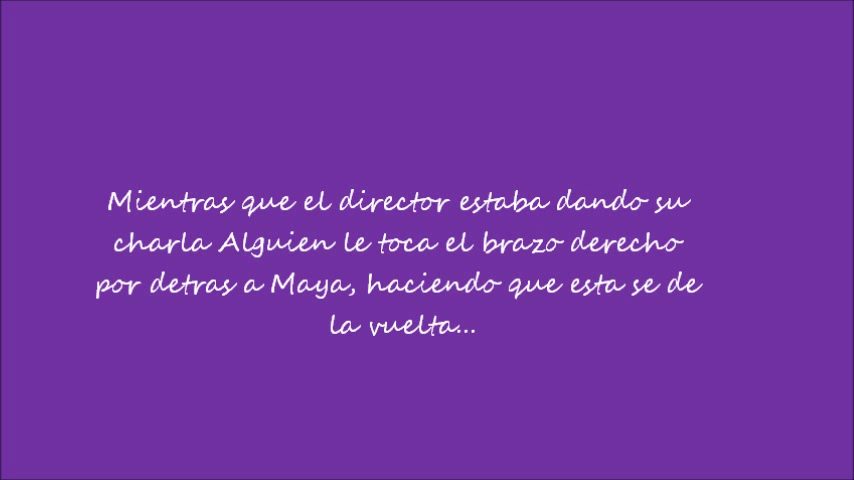 Mientras que el director estaba dando su
charla Alguien le toca el brazo derecho
por detras a Maya, haciendo que esta se de
la vuelta...